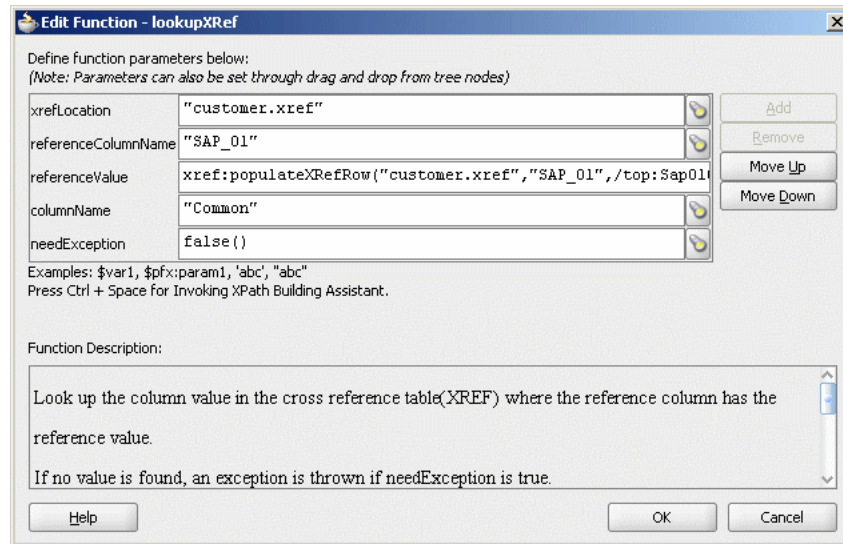 Edit Function - lookupXRef
Define function parameters below:
(Note: Parameters can also be set through drag and drop from tree nodes)
xrefLocation "customer.xref"
referenceColumnName "SAP_01"
referenceValue xref:populateXRefRow("customer.xref","SAP_01",/top:Sap01
columnName "Common"
needException false()
Add
Remove
Move Up
Move Down
Examples: $var1, $pfx:param1, 'abc', "abc"
Press Ctrl + Space for Invoking XPath Building Assistant.
Function Description:
Look up the column value in the cross reference table(XREF) where the reference column has the
reference value.
If no value is found, an exception is thrown if needException is true.
Help OK Cancel